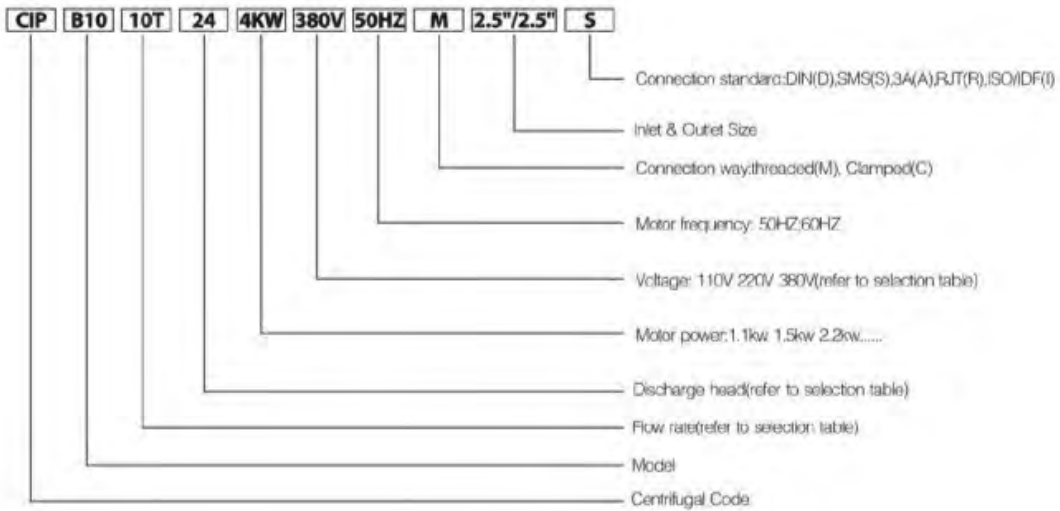 CIP B10 10T 24 4KW 380V 50HZ M 2.5"/2.5" S
Connection standard:DIN(D),SMS(S),3A(A),RJT(R),ISO/IDF(I)
Inlet & Outlet Size
Connection way:threaded(M), Clamped(C)
Motor frequency: 50HZ;60HZ
Voltage: 110V 220V 380V(refer to selection table)
Motor power:1.1kw 1.5kw 2.2kw......
Discharge head(refer to selection table)
Flow rate(refer to selection table)
Model
Centrifugal Code